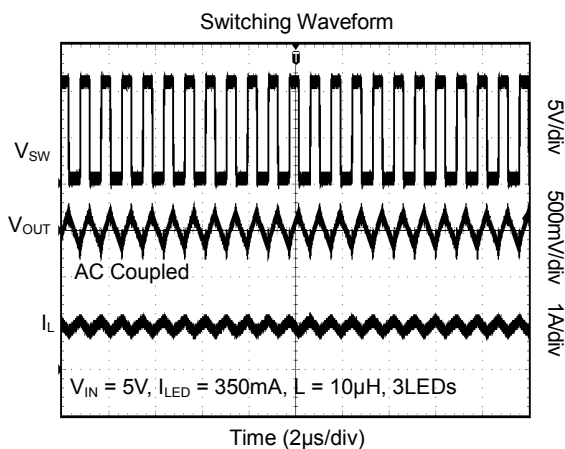 Switching Waveform
V_SW
5V/div
V_OUT
500mV/div
AC Coupled
I_L
1A/div
V_IN = 5V, I_LED = 350mA, L = 10µH, 3LEDs
Time (2µs/div)